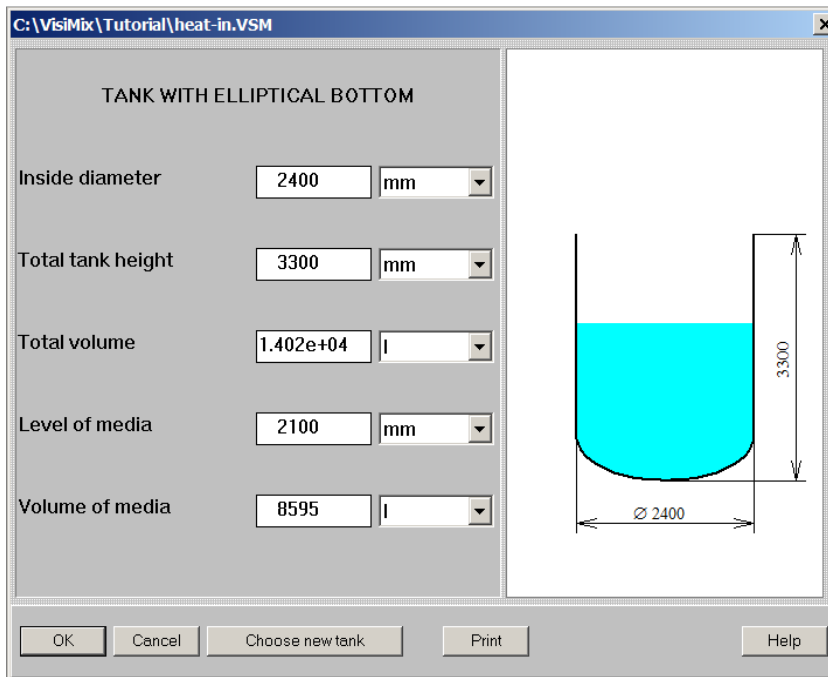 C:\VisiMix\Tutorial\heat-in.VSM
TANK WITH ELLIPTICAL BOTTOM
Inside diameter 2400 mm
Total tank height 3300 mm
Total volume 1.402e+04 l
Level of media 2100 mm
Volume of media 8595 l
3300
∅ 2400
OK Cancel Choose new tank Print Help